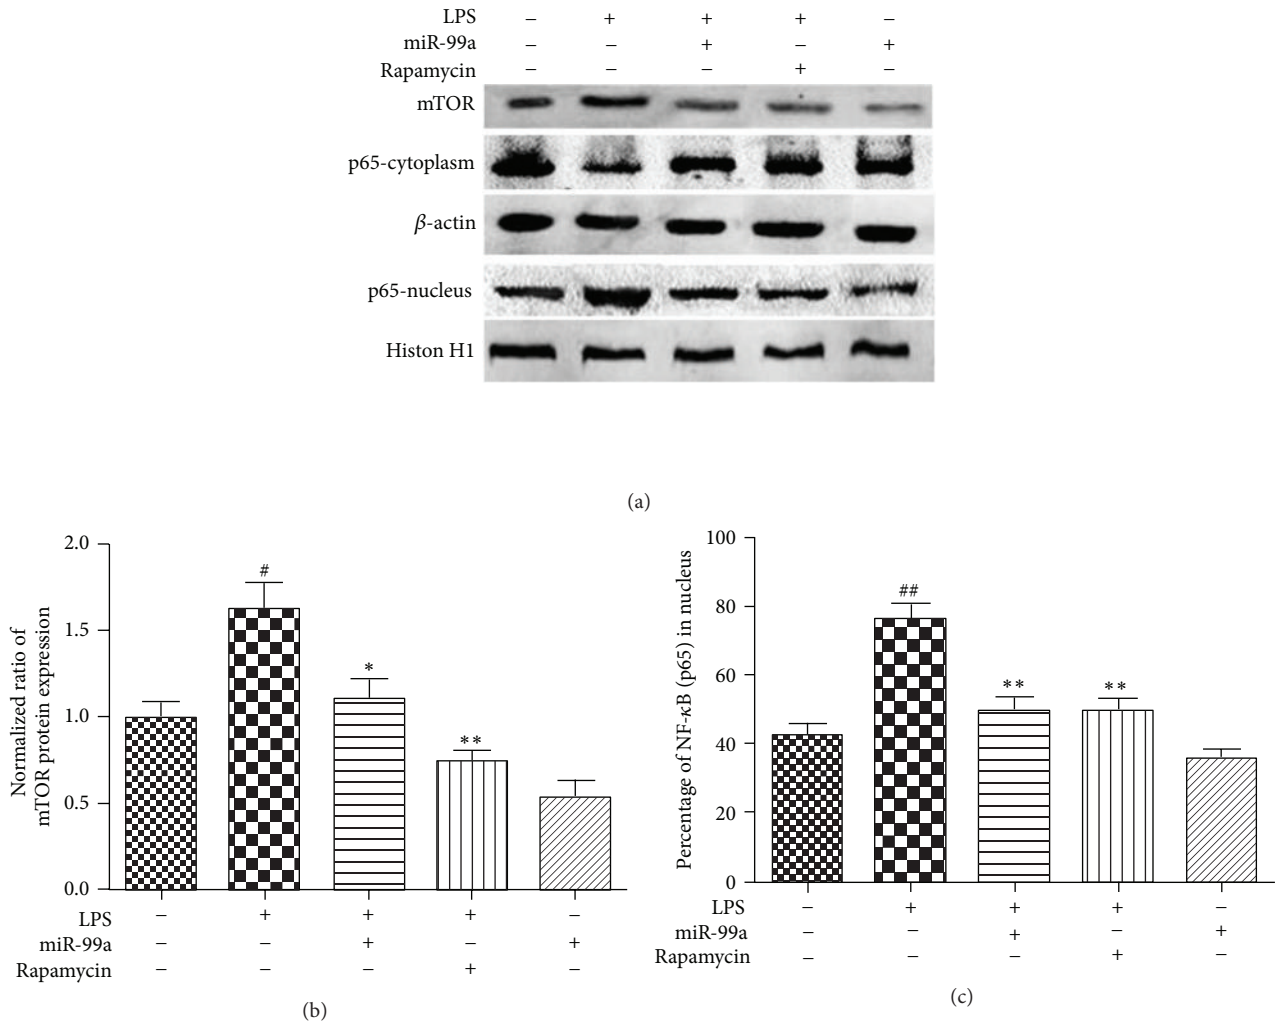 LPS − + + + −
miR-99a − − + − +
Rapamycin − − − + −
mTOR
p65-cytoplasm
β-actin
p65-nucleus
Histon H1
(a)
Normalized ratio of
mTOR protein expression
2.0
1.5
1.0
0.5
0.0
#
*
**
LPS − + + + −
miR-99a − − + − +
Rapamycin − − − + −
(b)
Percentage of NF-κB (p65) in nucleus
100
80
60
40
20
0
##
** **
LPS − + + + −
miR-99a − − + − +
Rapamycin − − − + −
(c)